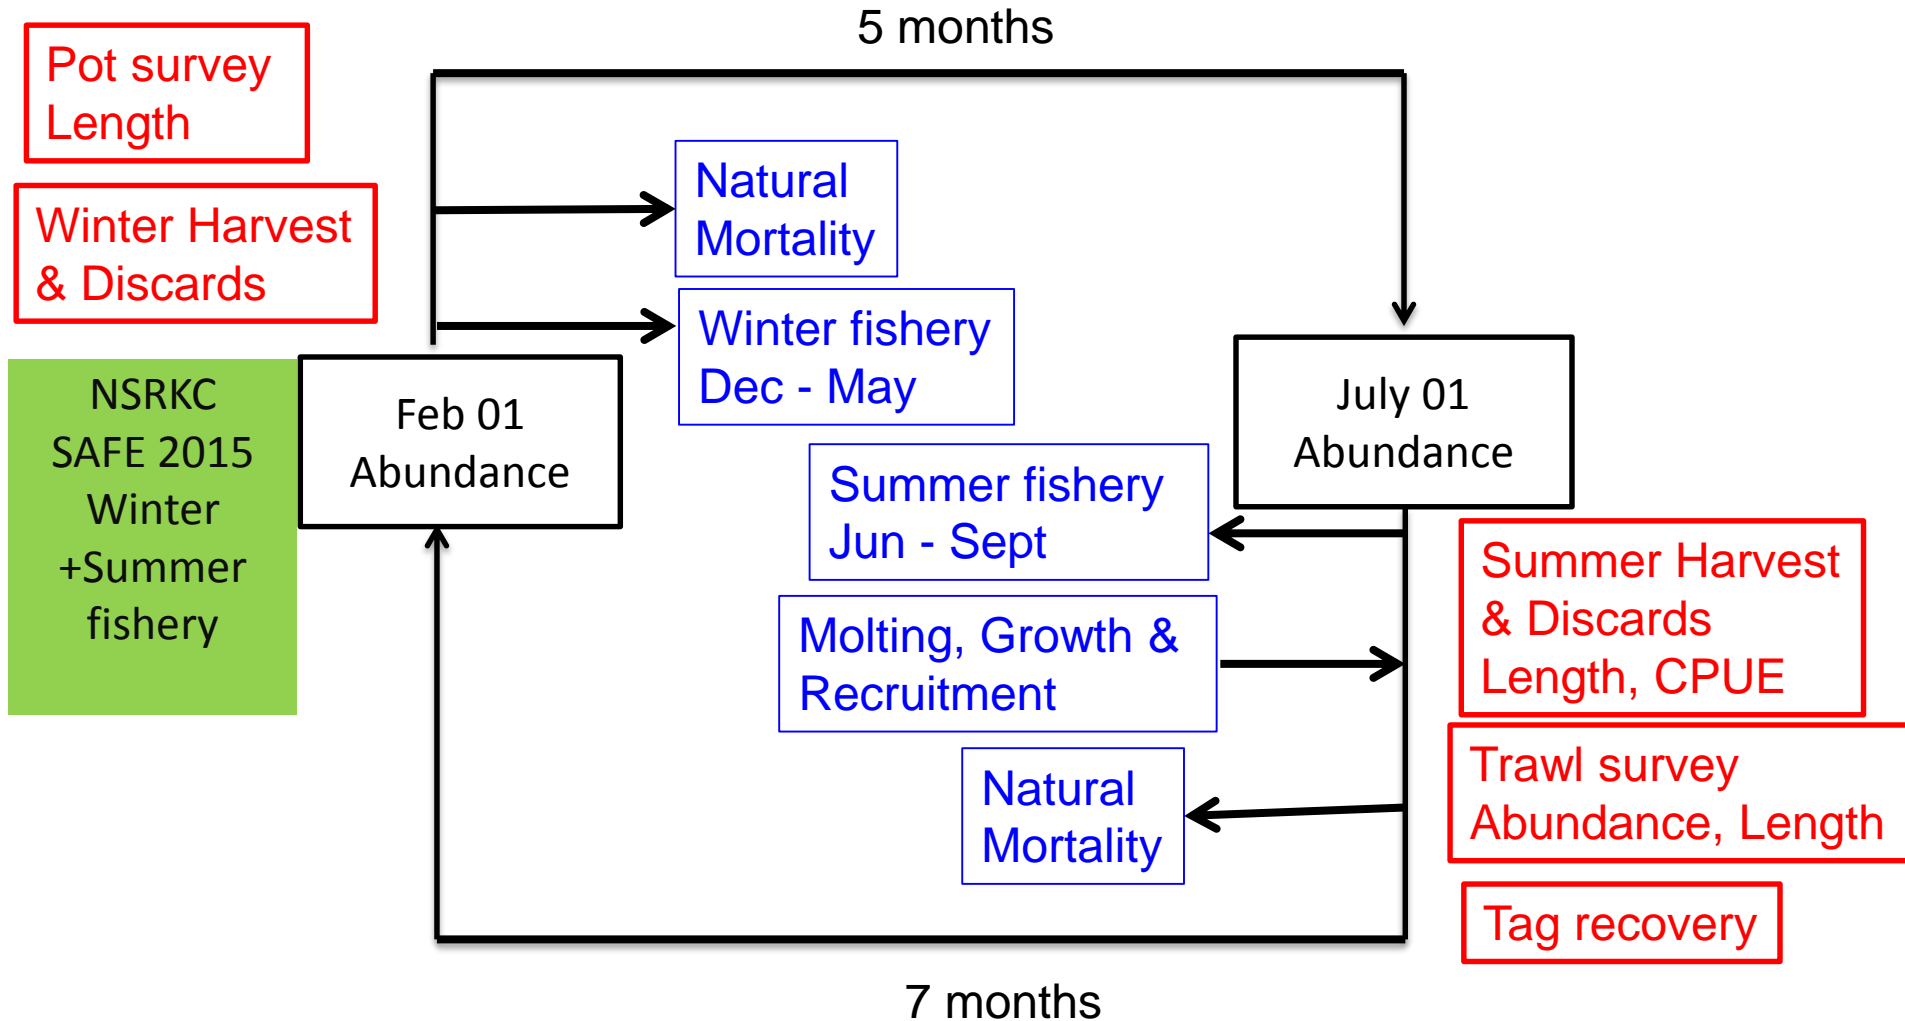 5 months
Pot survey
Length
Winter Harvest
& Discards
Natural
Mortality
Winter fishery
Dec - May
NSRKC
SAFE 2015
Winter
+Summer
fishery
Feb 01
Abundance
July 01
Abundance
Summer fishery
Jun - Sept
Molting, Growth &
Recruitment
Natural
Mortality
Summer Harvest
& Discards
Length, CPUE
Trawl survey
Abundance, Length
Tag recovery
7 months